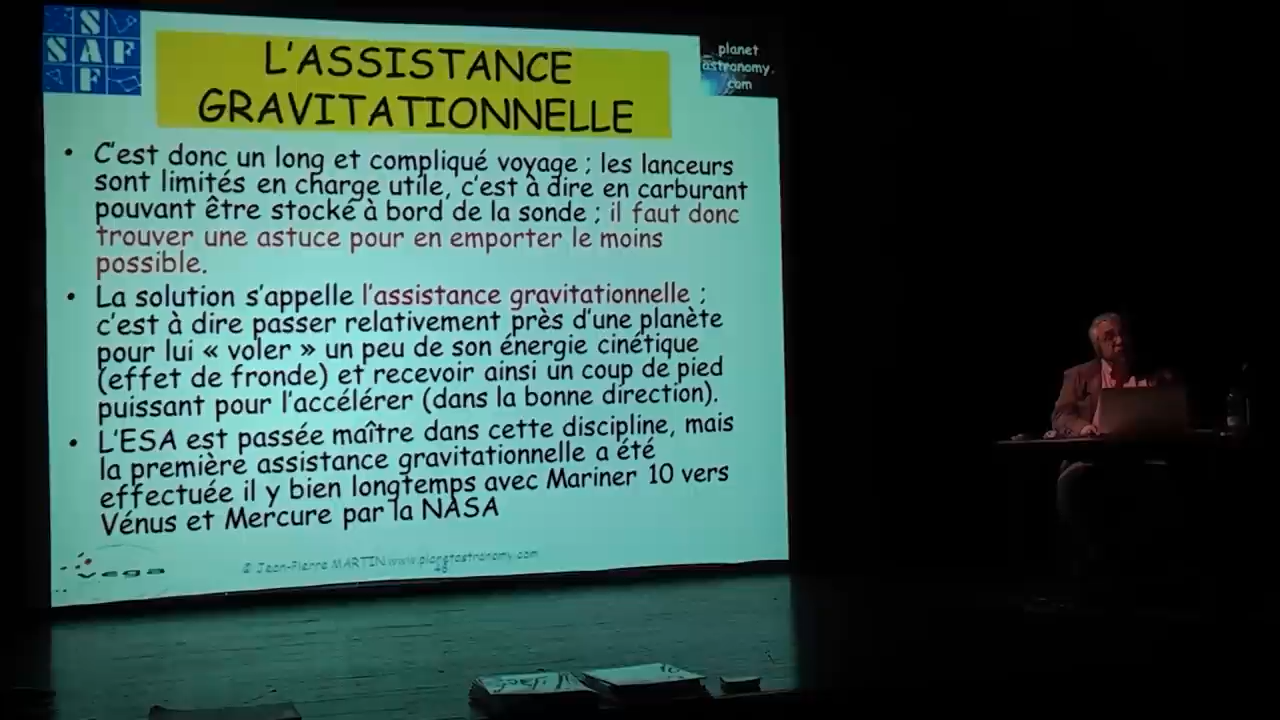 S
SAF
F
L'ASSISTANCE
GRAVITATIONNELLE
planet
astronomy.
com
• C'est donc un long et compliqué voyage ; les lanceurs
sont limités en charge utile, c'est à dire en carburant
pouvant être stocké à bord de la sonde ; il faut donc
trouver une astuce pour en emporter le moins
possible.
• La solution s'appelle l'assistance gravitationnelle ;
c'est à dire passer relativement près d'une planète
pour lui « voler » un peu de son énergie cinétique
(effet de fronde) et recevoir ainsi un coup de pied
puissant pour l'accélérer (dans la bonne direction).
• L'ESA est passée maître dans cette discipline, mais
la première assistance gravitationnelle a été
effectuée il y bien longtemps avec Mariner 10 vers
Vénus et Mercure par la NASA
vega
© Jean-Pierre MARTIN www.planetastronomy.com